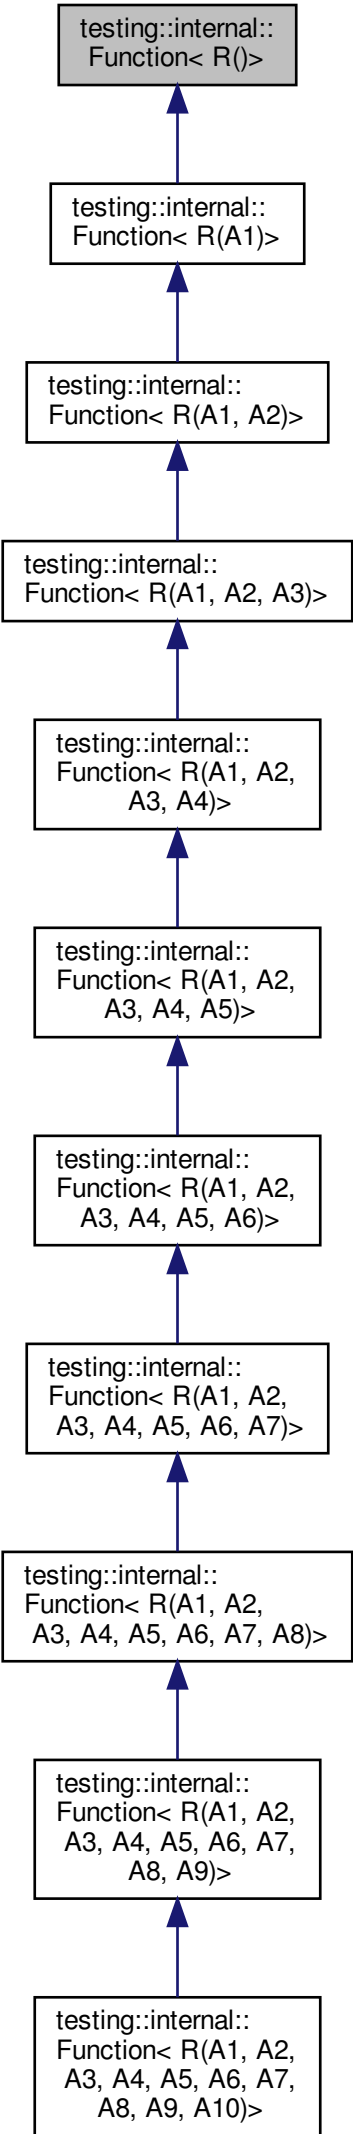 testing::internal::
Function< R()>
testing::internal::
Function< R(A1)>
testing::internal::
Function< R(A1, A2)>
testing::internal::
Function< R(A1, A2, A3)>
testing::internal::
Function< R(A1, A2,
A3, A4)>
testing::internal::
Function< R(A1, A2,
A3, A4, A5)>
testing::internal::
Function< R(A1, A2,
A3, A4, A5, A6)>
testing::internal::
Function< R(A1, A2,
A3, A4, A5, A6, A7)>
testing::internal::
Function< R(A1, A2,
A3, A4, A5, A6, A7, A8)>
testing::internal::
Function< R(A1, A2,
A3, A4, A5, A6, A7,
A8, A9)>
testing::internal::
Function< R(A1, A2,
A3, A4, A5, A6, A7,
A8, A9, A10)>